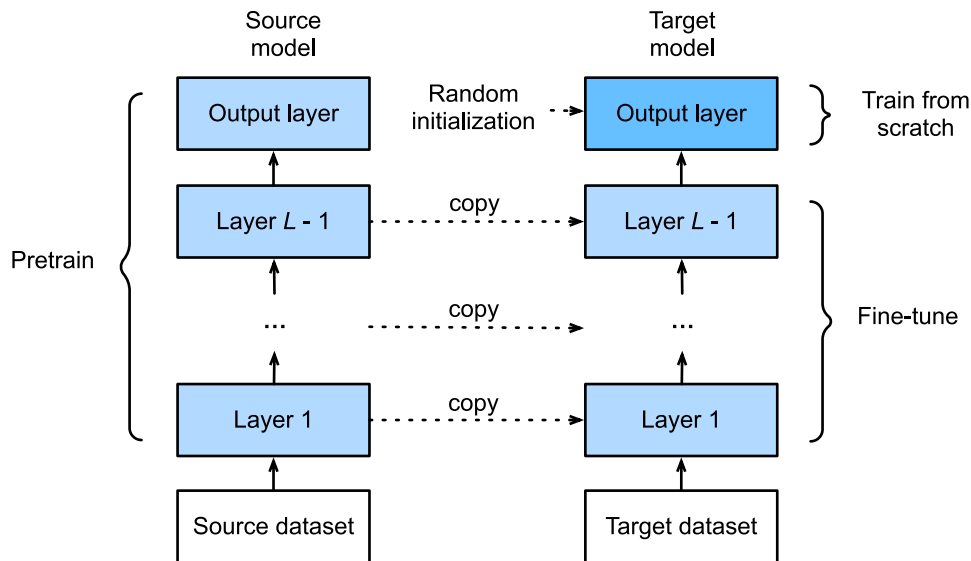 Source
model
Target
model
Output layer
Random
initialization
Output layer
Train from
scratch
Layer L - 1
copy
Layer L - 1
Pretrain
...
copy
...
Fine-tune
Layer 1
copy
Layer 1
Source dataset
Target dataset